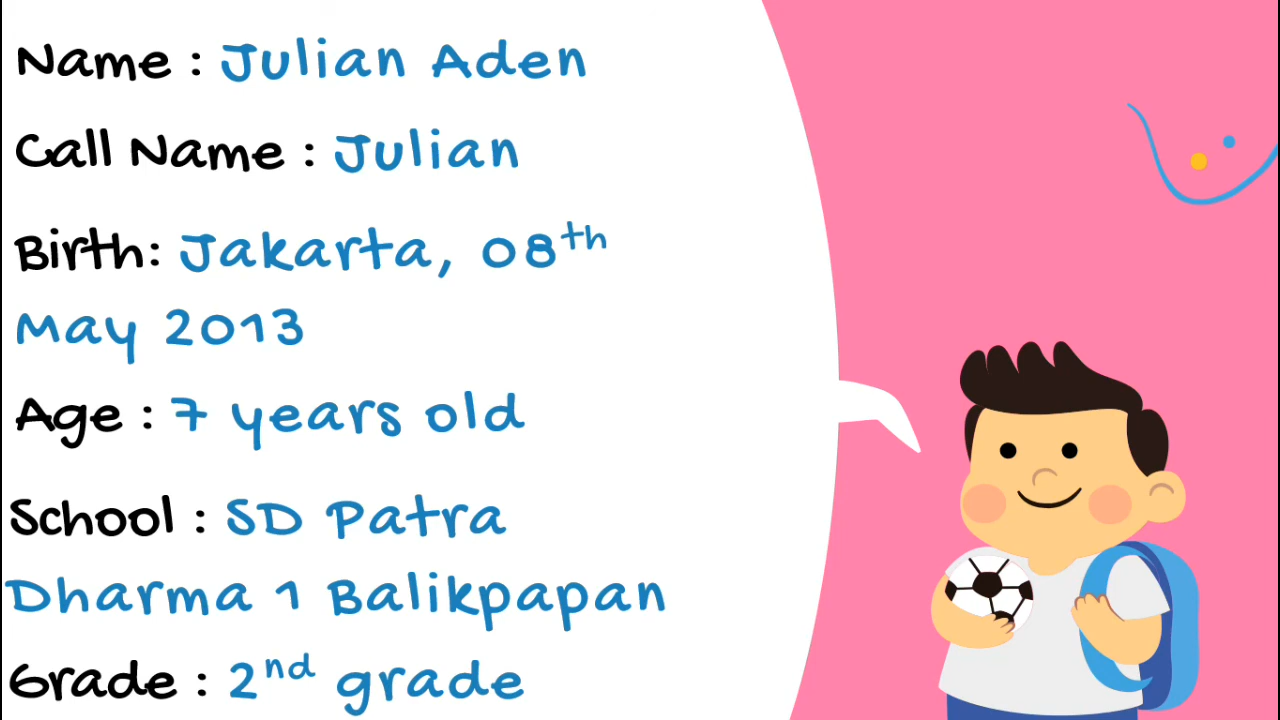 Name : Julian Aden
Call Name : Julian
Birth: Jakarta, 08th
May 2013
Age : 7 years old
School : SD Patra
Dharma 1 Balikpapan
Grade : 2nd grade